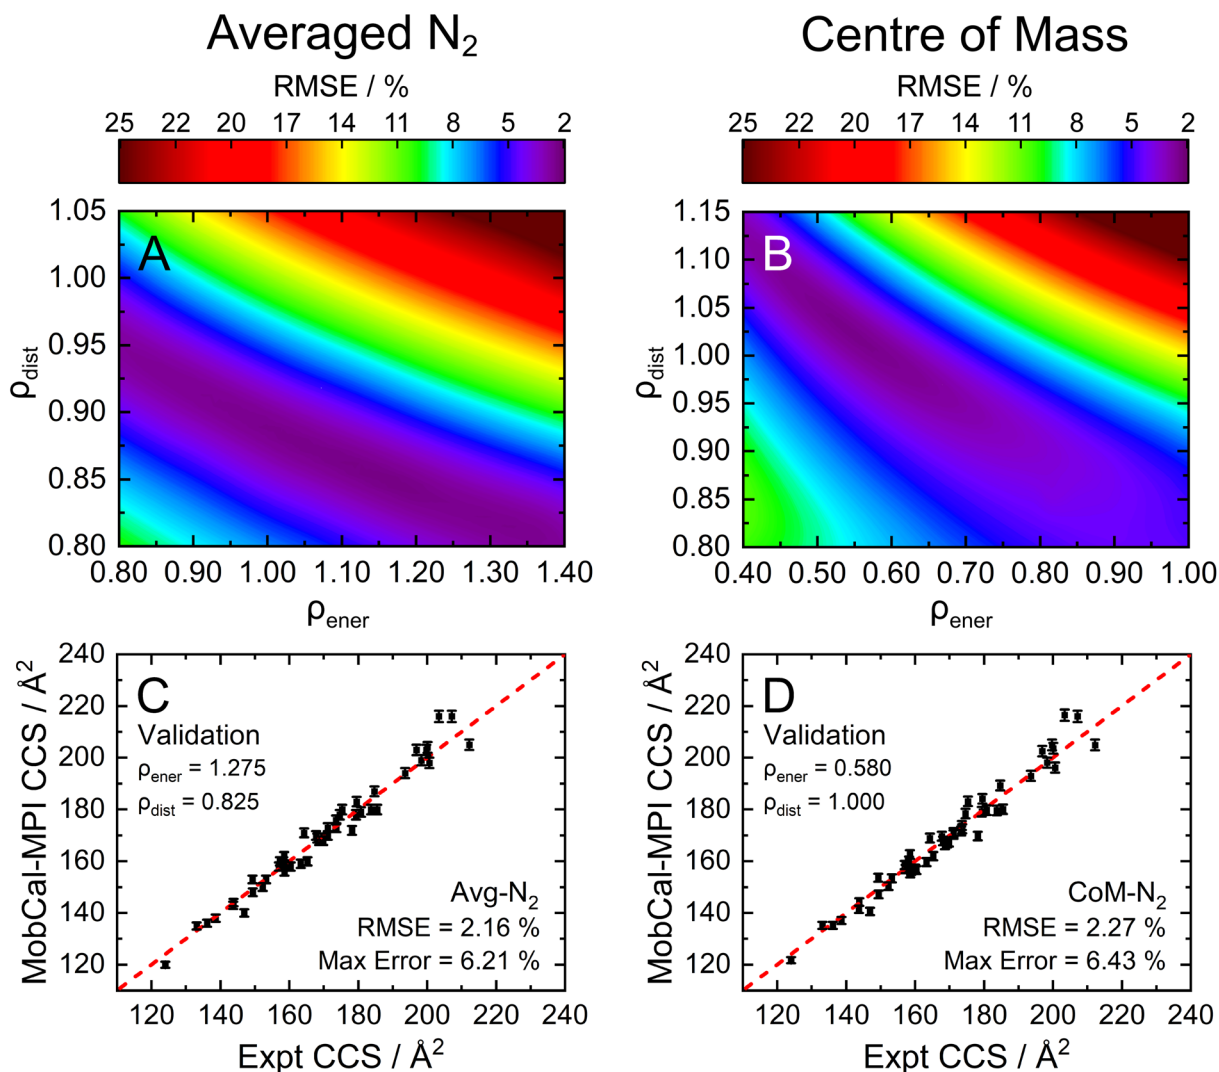 Averaged N₂
Centre of Mass
RMSE / %
25 22 20 17 14 11 8 5 2
RMSE / %
25 22 20 17 14 11 8 5 2
A
ρdist
1.05
1.00
0.95
0.90
0.85
0.80
0.80 0.90 1.00 1.10 1.20 1.30 1.40
ρener
B
ρdist
1.15
1.10
1.05
1.00
0.95
0.90
0.85
0.80
0.40 0.50 0.60 0.70 0.80 0.90 1.00
ρener
C
Validation
ρener = 1.275
ρdist = 0.825
Avg-N₂
RMSE = 2.16 %
Max Error = 6.21 %
MobCal-MPI CCS / Å²
240
220
200
180
160
140
120
120 140 160 180 200 220 240
Expt CCS / Å²
D
Validation
ρener = 0.580
ρdist = 1.000
CoM-N₂
RMSE = 2.27 %
Max Error = 6.43 %
MobCal-MPI CCS / Å²
240
220
200
180
160
140
120
120 140 160 180 200 220 240
Expt CCS / Å²